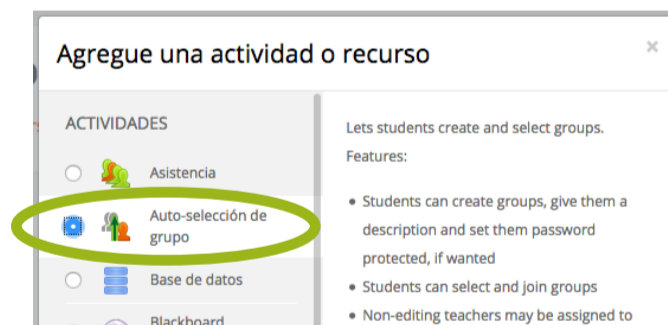 Agregue una actividad o recurso
×
ACTIVIDADES
Asistencia
Auto-selección de
grupo
Base de datos
Blackboard
Lets students create and select groups.
Features:
• Students can create groups, give them a
description and set them password
protected, if wanted
• Students can select and join groups
• Non-editing teachers may be assigned to